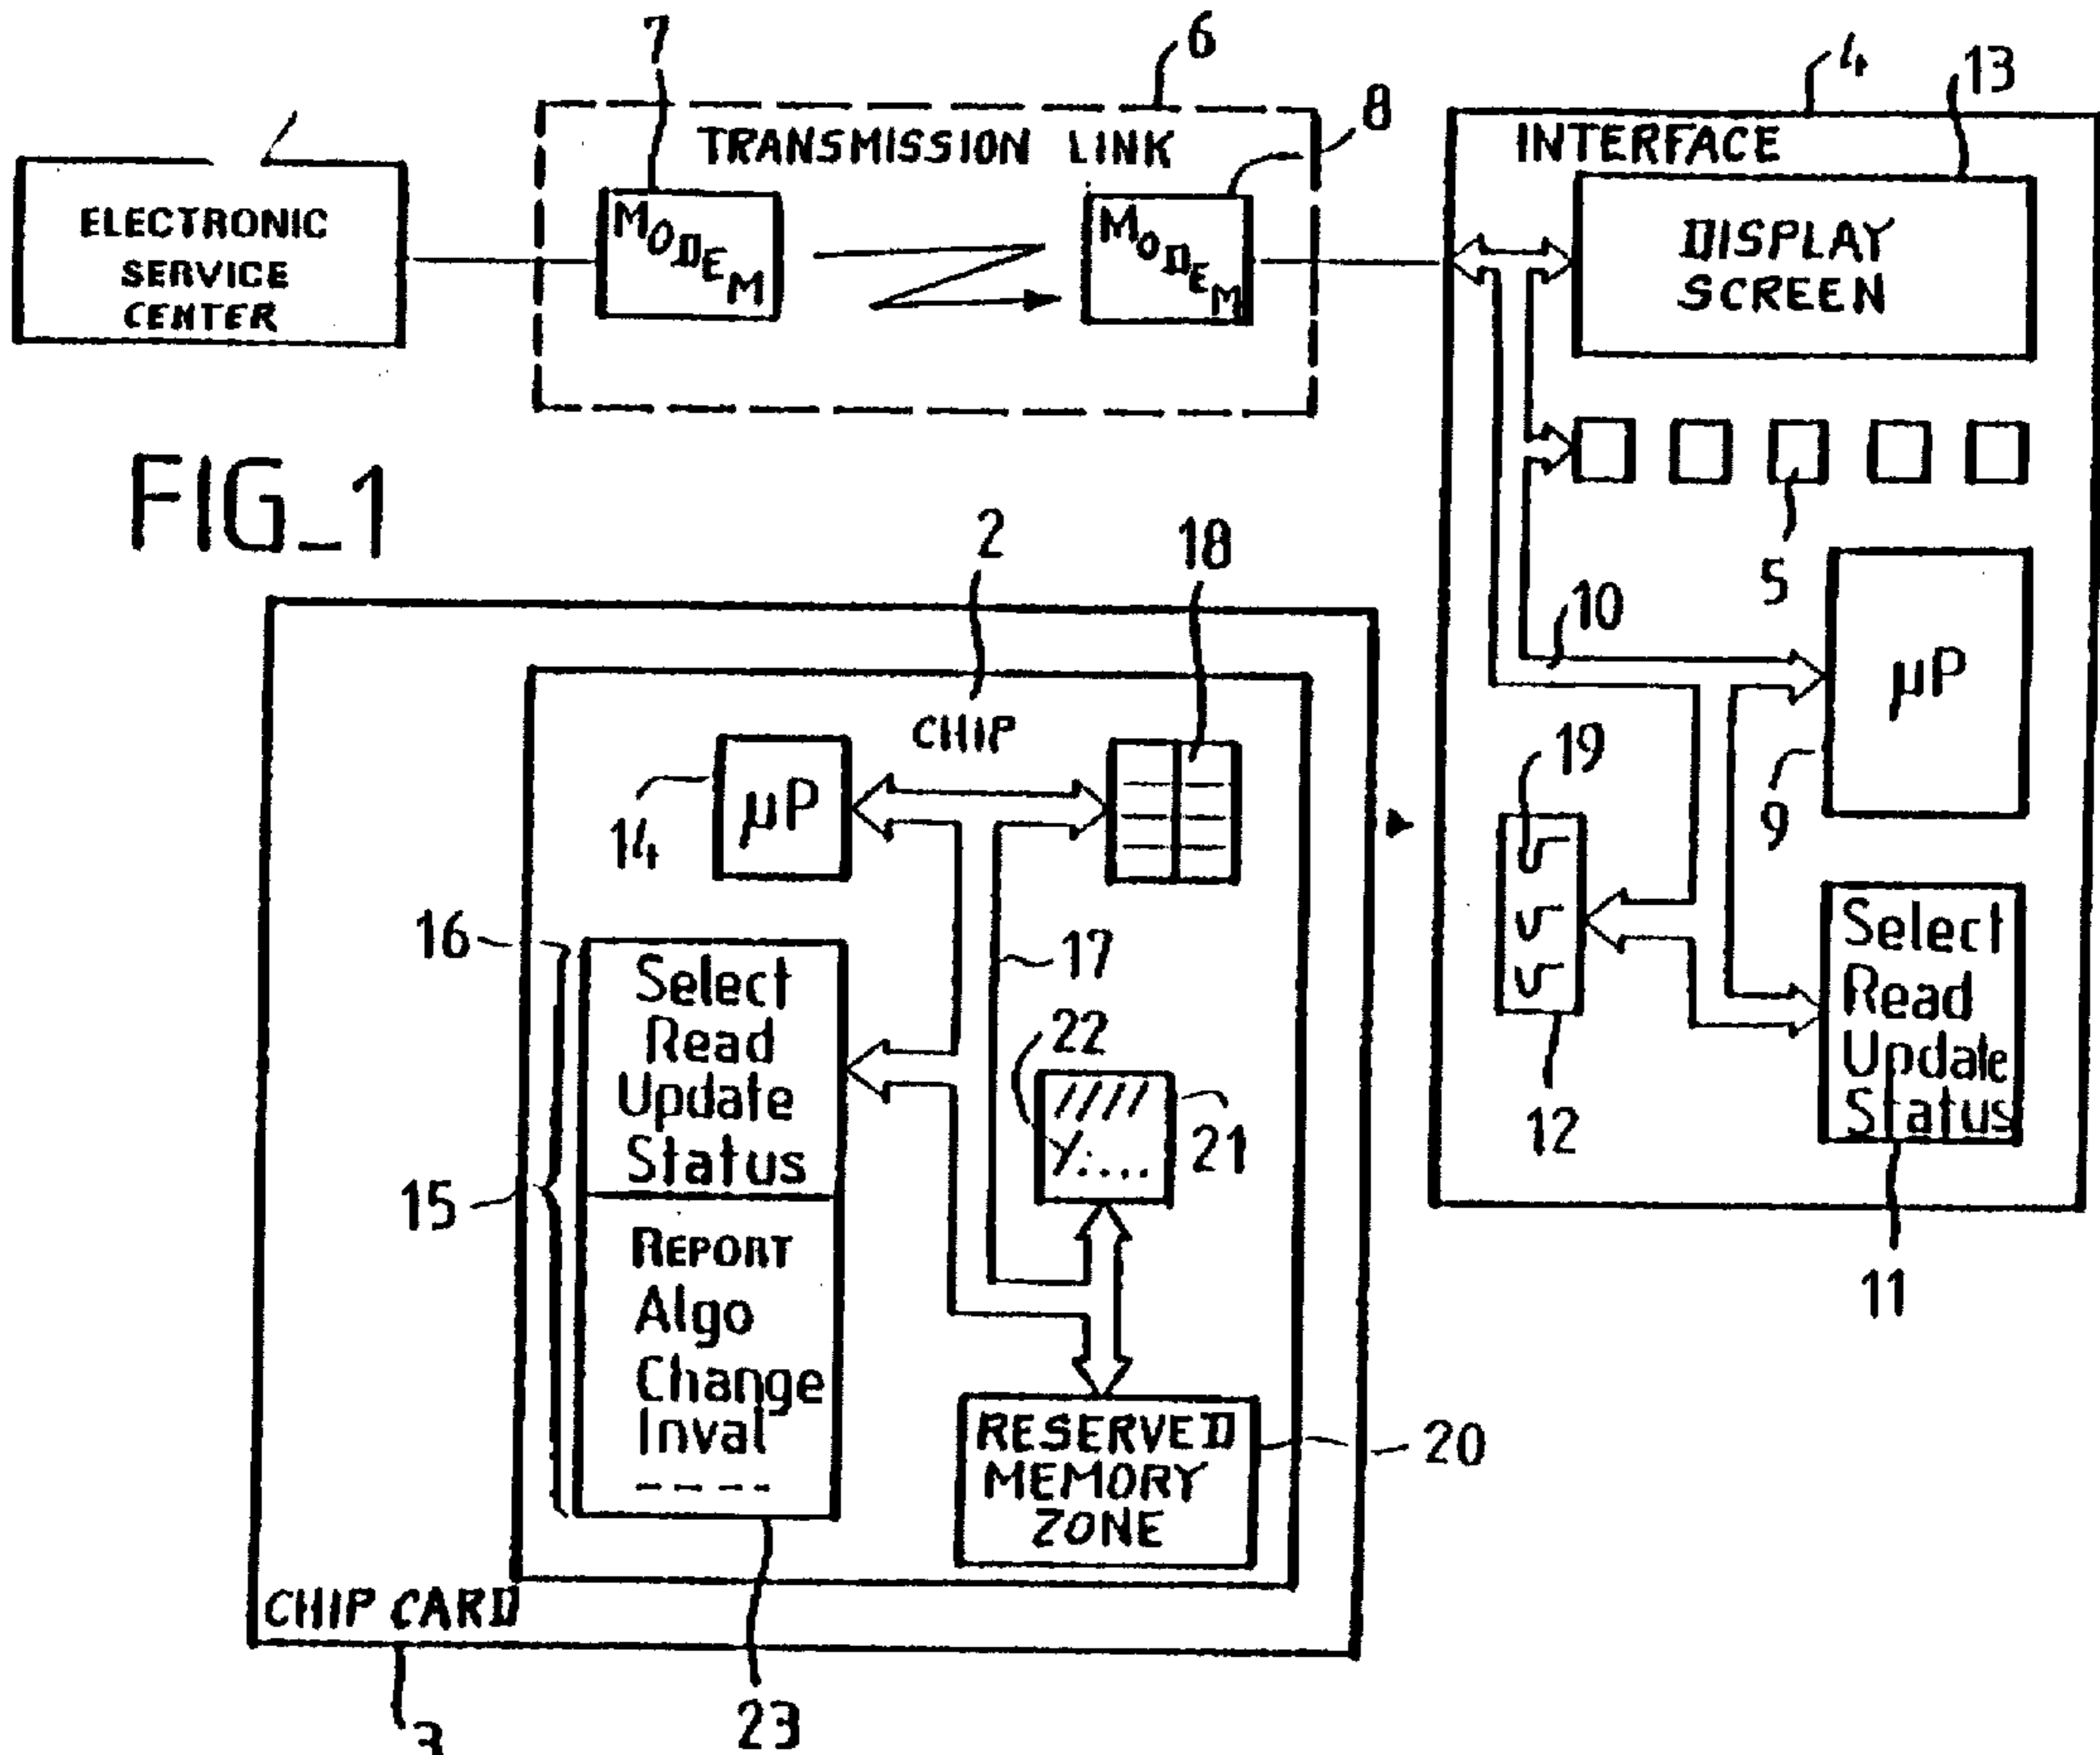 7
6
8
4
13
TRANSMISSION LINK
INTERFACE
ELECTRONIC
SERVICE
CENTER
MODEM
MODEM
DISPLAY
SCREEN
FIG_1
5
2
18
10
CHIP
µP
9
19
14
µP
16
Select
Read
Update
Status
17
22
21
15
REPORT
Algo
Change
Inval
----
12
Select
Read
Update
Status
11
RESERVED
MEMORY
ZONE
20
CHIP CARD
3
23